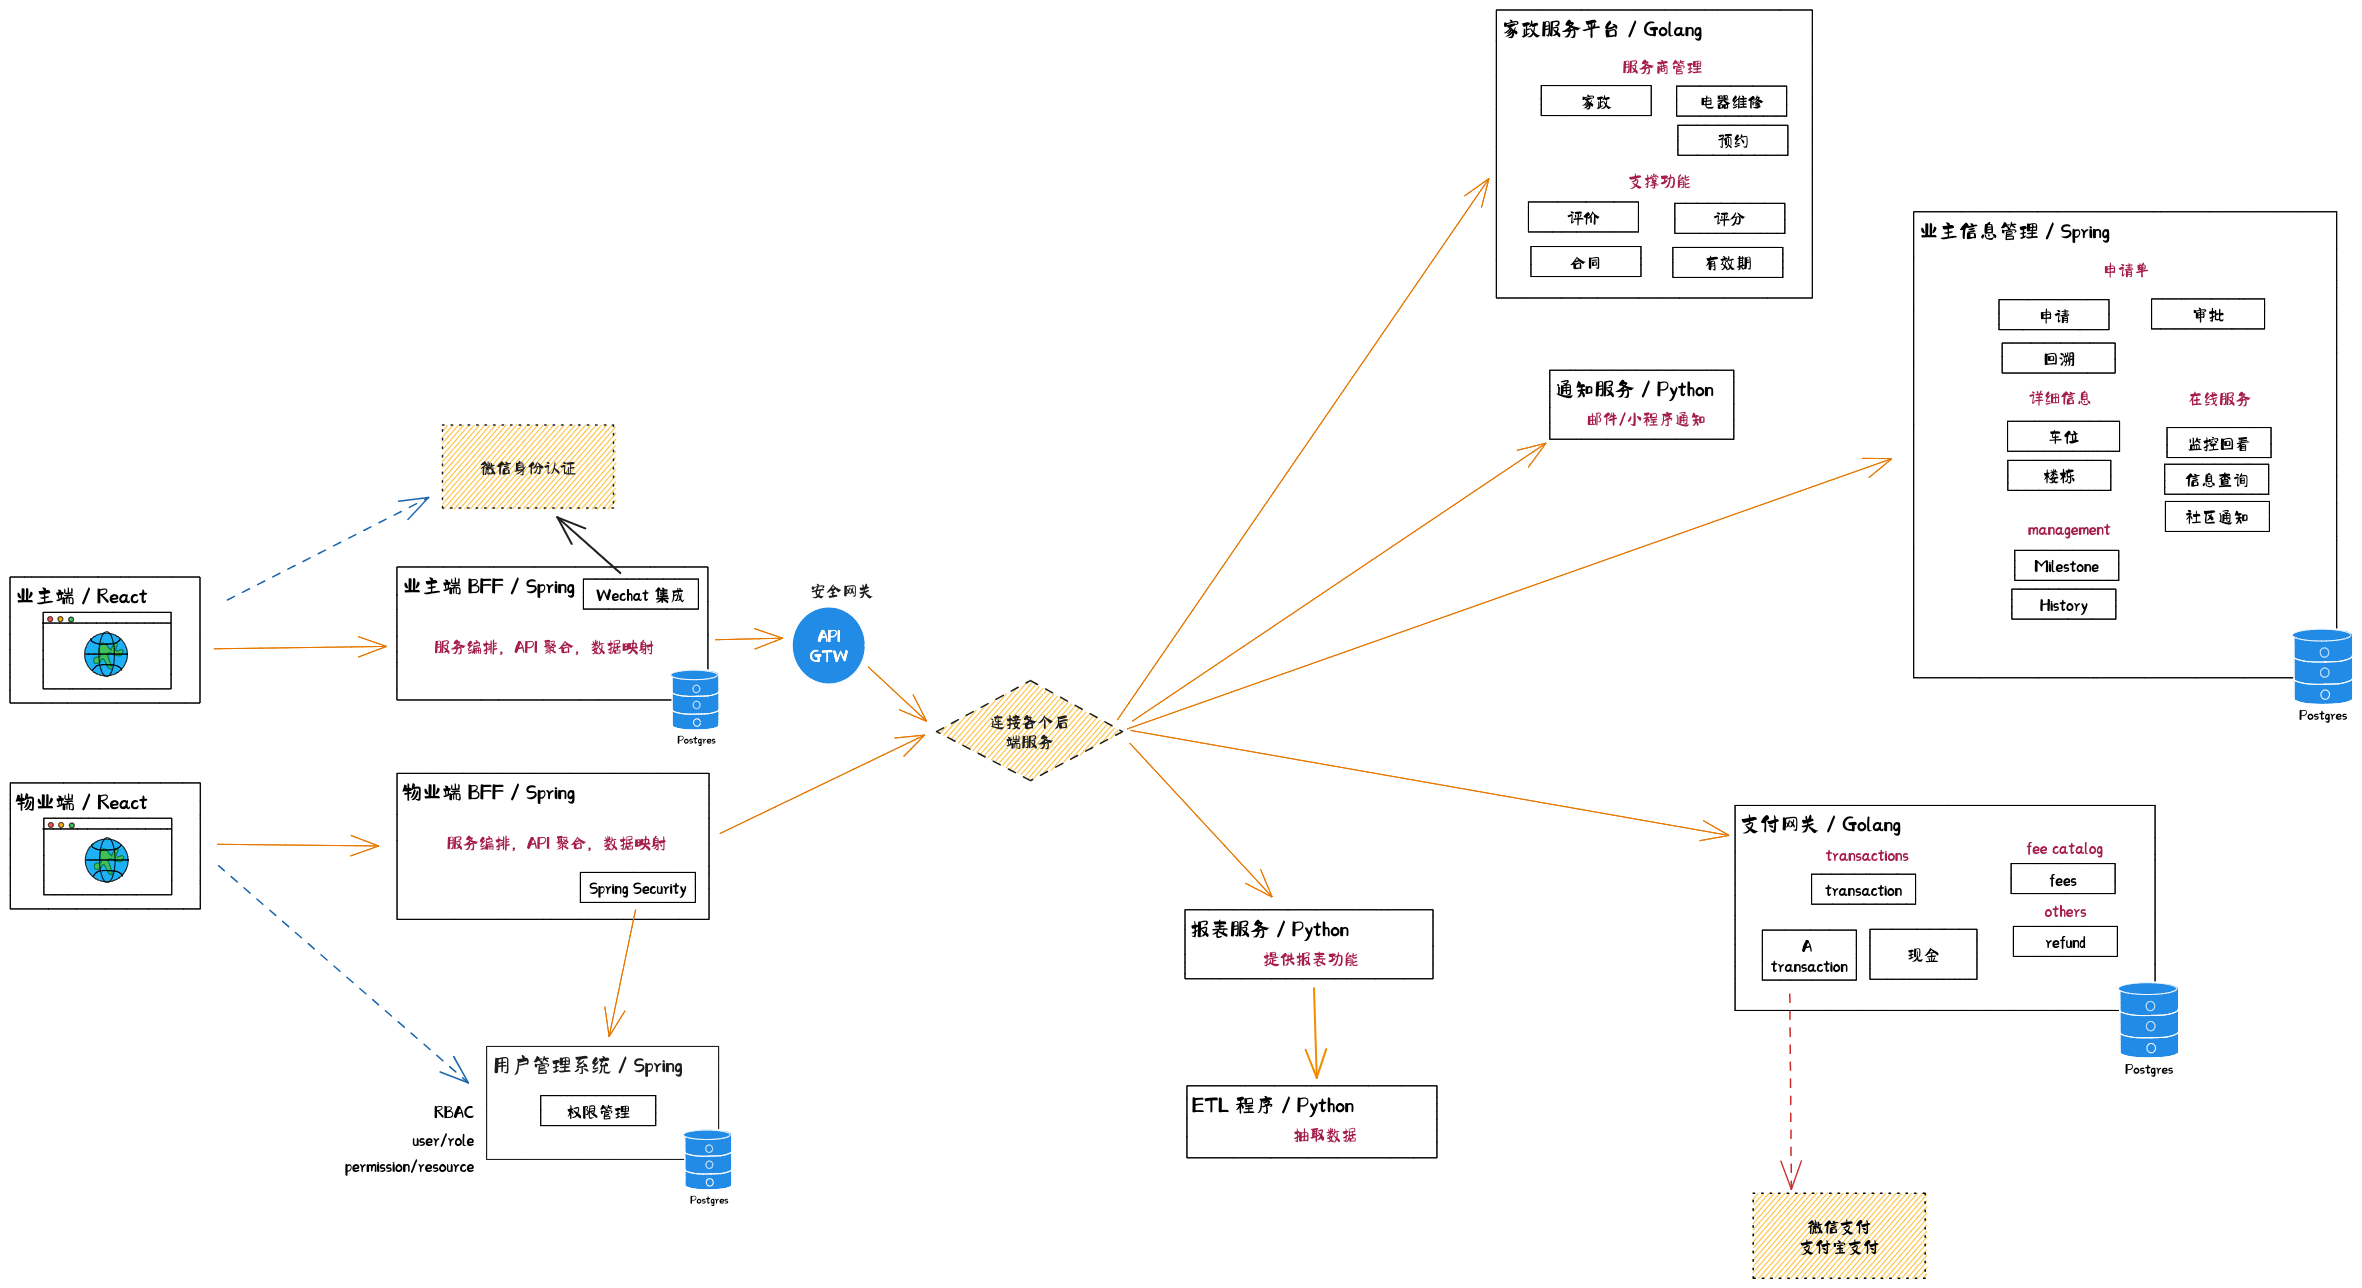 家政服务平台 / Golang
服务商管理
家政
电器维修
预约
支撑功能
评价
评分
合同
有效期
业主信息管理 / Spring
申请单
申请
审批
回溯
详细信息
在线服务
车位
监控回看
楼栋
信息查询
社区通知
management
Milestone
History
Postgres
通知服务 / Python
邮件/小程序通知
微信身份认证
业主端 / React
业主端 BFF / Spring
Wechat 集成
服务编排, API 聚合, 数据映射
Postgres
安全网关
API
GTW
连接各个后
端服务
物业端 / React
物业端 BFF / Spring
服务编排, API 聚合, 数据映射
Spring Security
用户管理系统 / Spring
权限管理
RBAC
user/role
permission/resource
Postgres
报表服务 / Python
提供报表功能
ETL 程序 / Python
抽取数据
支付网关 / Golang
transactions
fee catalog
transaction
fees
others
A
transaction
现金
refund
Postgres
微信支付
支付宝支付